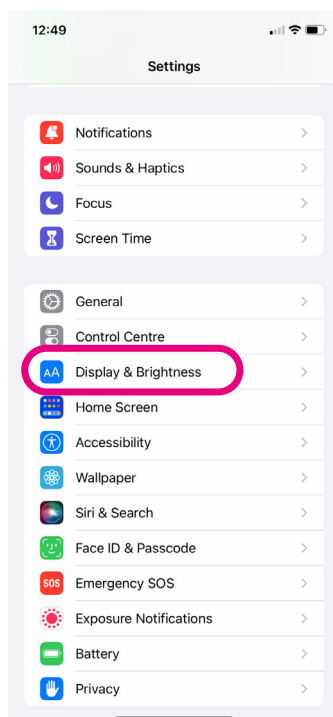 12:49
Settings
Notifications
Sounds & Haptics
Focus
Screen Time
General
Control Centre
AA Display & Brightness
Home Screen
Accessibility
Wallpaper
Siri & Search
Face ID & Passcode
SOS Emergency SOS
Exposure Notifications
Battery
Privacy